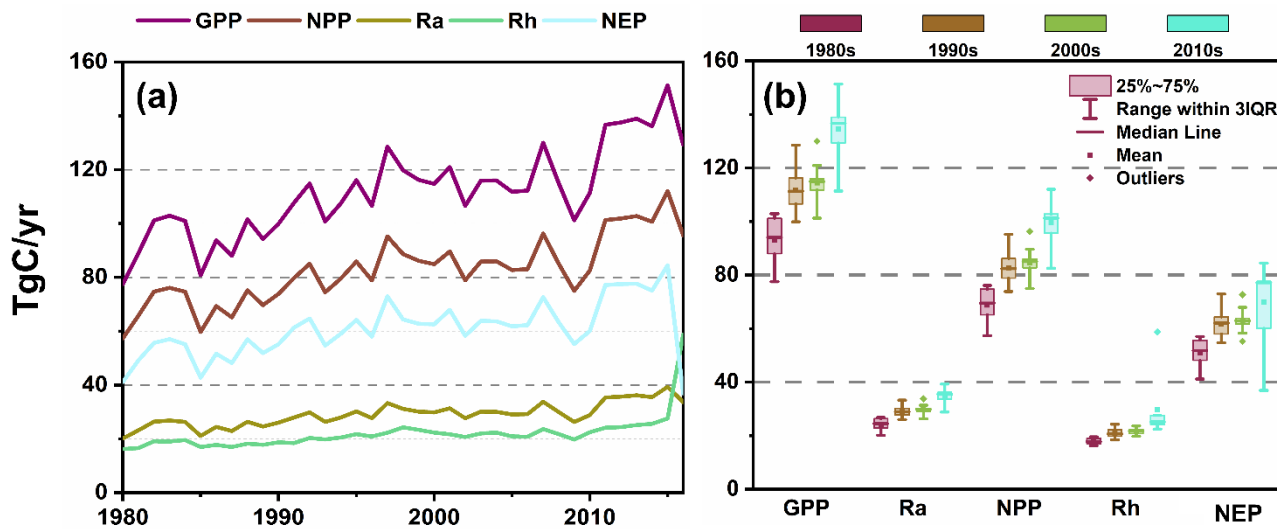 GPP NPP Ra Rh NEP
(a)
TgC/yr
160
120
80
40
0
1980 1990 2000 2010
1980s 1990s 2000s 2010s
(b)
25%~75%
Range within 3IQR
Median Line
Mean
Outliers
160
120
80
40
0
GPP Ra NPP Rh NEP